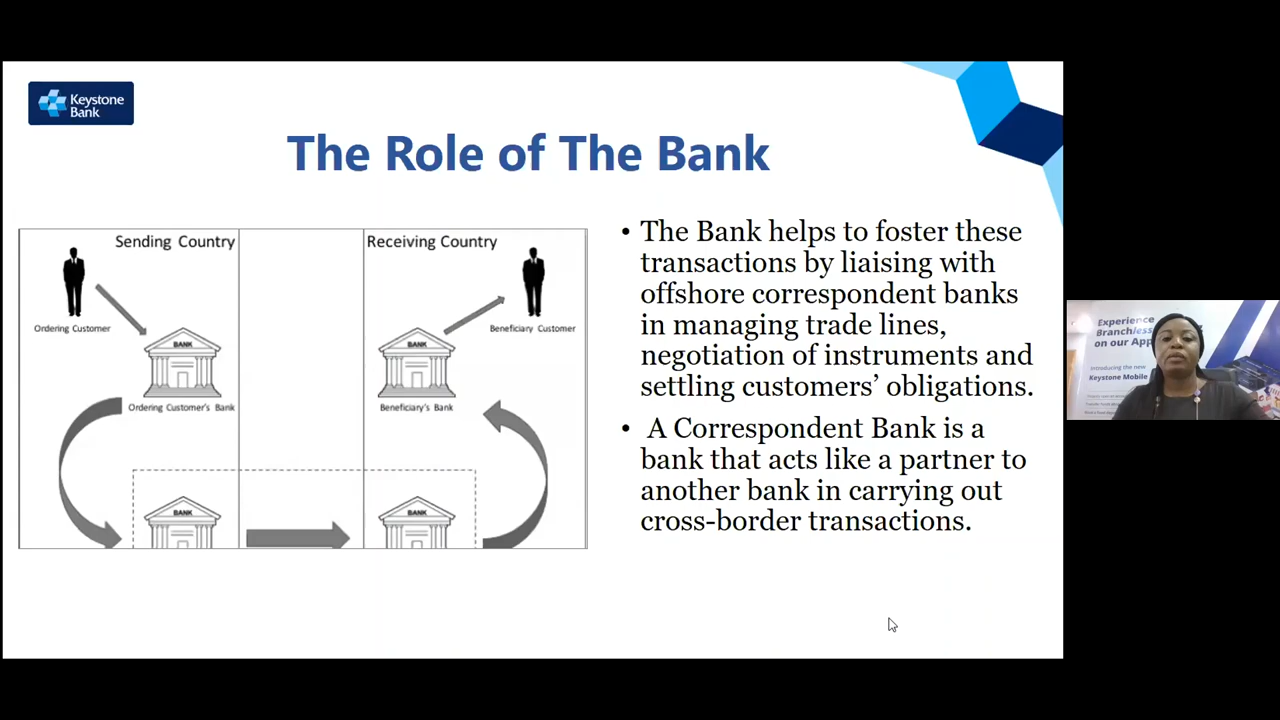 Keystone
Bank
The Role of The Bank
Sending Country
Receiving Country
Ordering Customer
Beneficiary Customer
BANK
BANK
Ordering Customer's Bank
Beneficiary's Bank
BANK
BANK
• The Bank helps to foster these
transactions by liaising with
offshore correspondent banks
in managing trade lines,
negotiation of instruments and
settling customers’ obligations.
• A Correspondent Bank is a
bank that acts like a partner to
another bank in carrying out
cross-border transactions.
Experience
Branchless
on our App
Introducing the new
Keystone Mobile